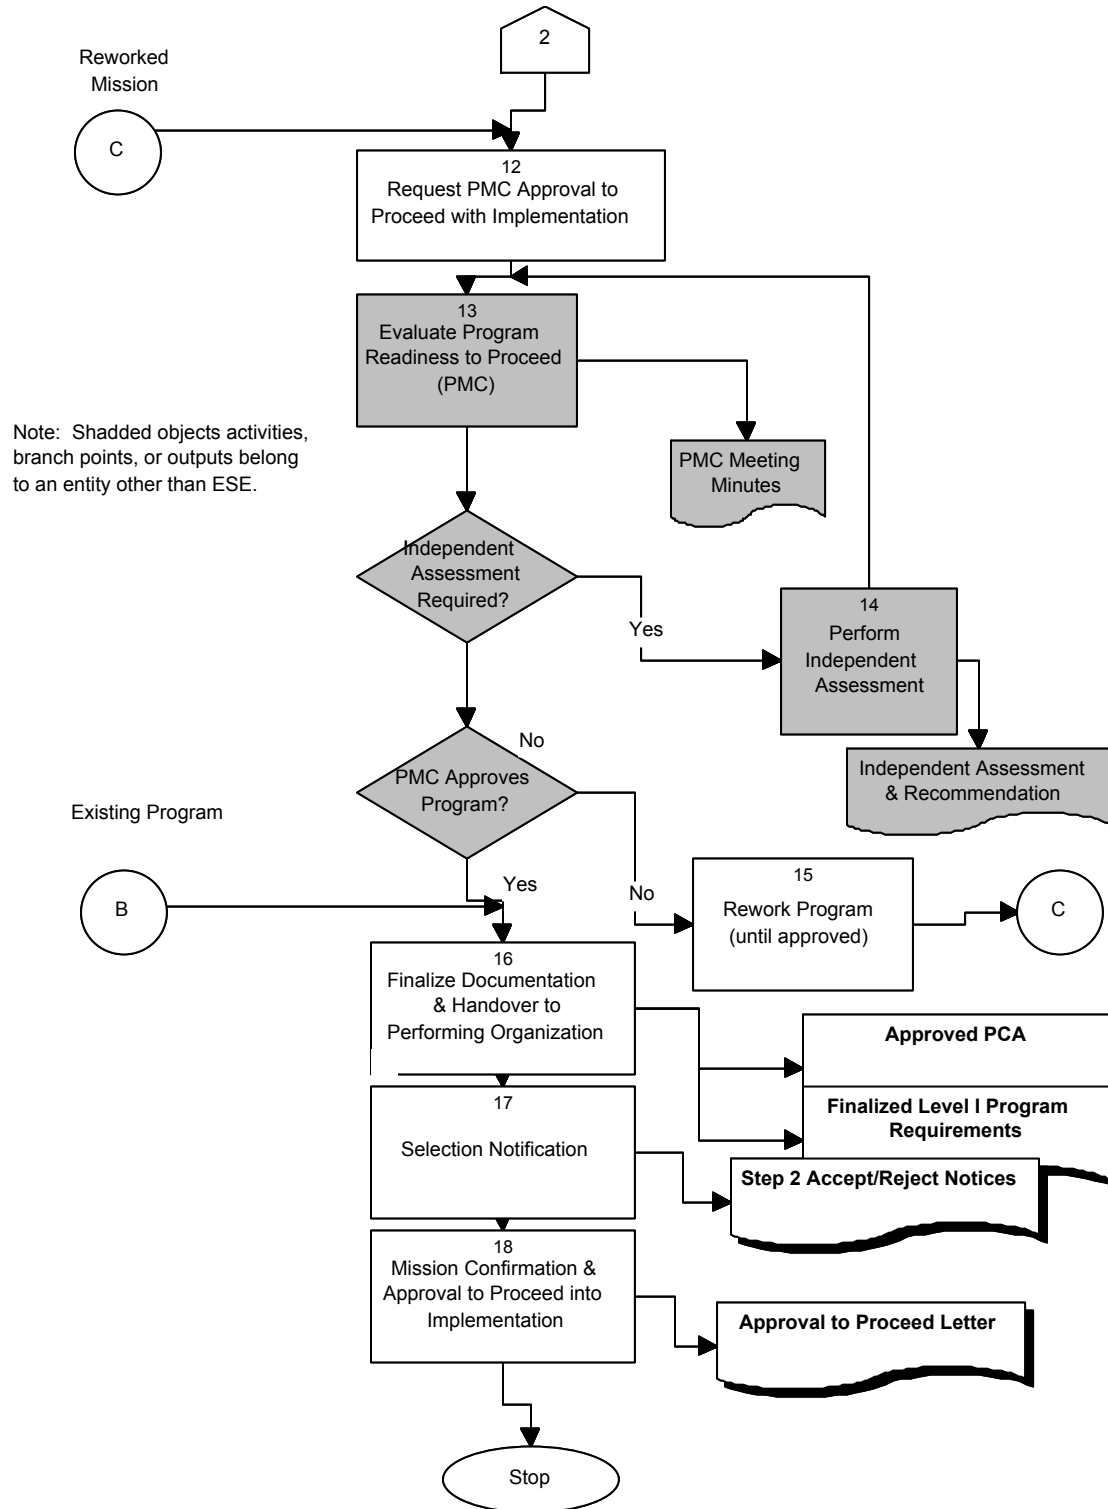 2
Reworked
Mission
C
12
Request PMC Approval to
Proceed with Implementation
13
Evaluate Program
Readiness to Proceed
(PMC)
Note:  Shadded objects activities,
branch points, or outputs belong
to an entity other than ESE.
PMC Meeting
Minutes
Independent
Assessment
Required?
Yes
14
Perform
Independent
Assessment
No
Independent Assessment
& Recommendation
PMC Approves
Program?
Existing Program
B
Yes
No
15
Rework Program
(until approved)
C
16
Finalize Documentation
& Handover to
Performing Organization
Approved PCA
Finalized Level I Program
Requirements
17
Selection Notification
Step 2 Accept/Reject Notices
18
Mission Confirmation &
Approval to Proceed into
Implementation
Approval to Proceed Letter
Stop